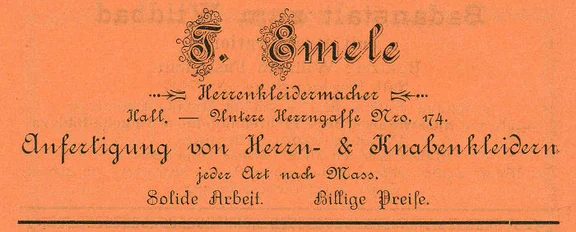 T. Emele
Herrenkleidermacher
Hall, — Untere Herrngasse Nro. 174.
Anfertigung von Herrn- & Knabenkleidern
jeder Art nach Mass.
Solide Arbeit. Billige Preise.